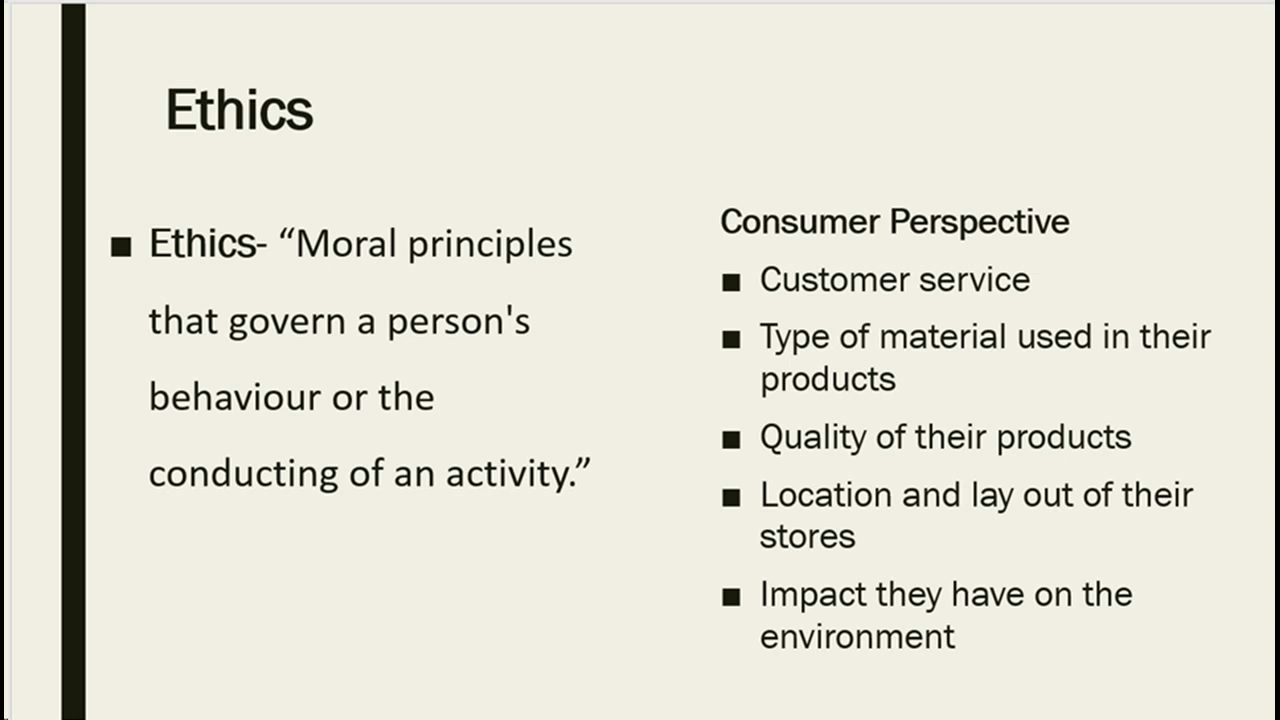 Ethics
■ Ethics- “Moral principles
that govern a person's
behaviour or the
conducting of an activity.”
Consumer Perspective
■ Customer service
■ Type of material used in their
products
■ Quality of their products
■ Location and lay out of their
stores
■ Impact they have on the
environment